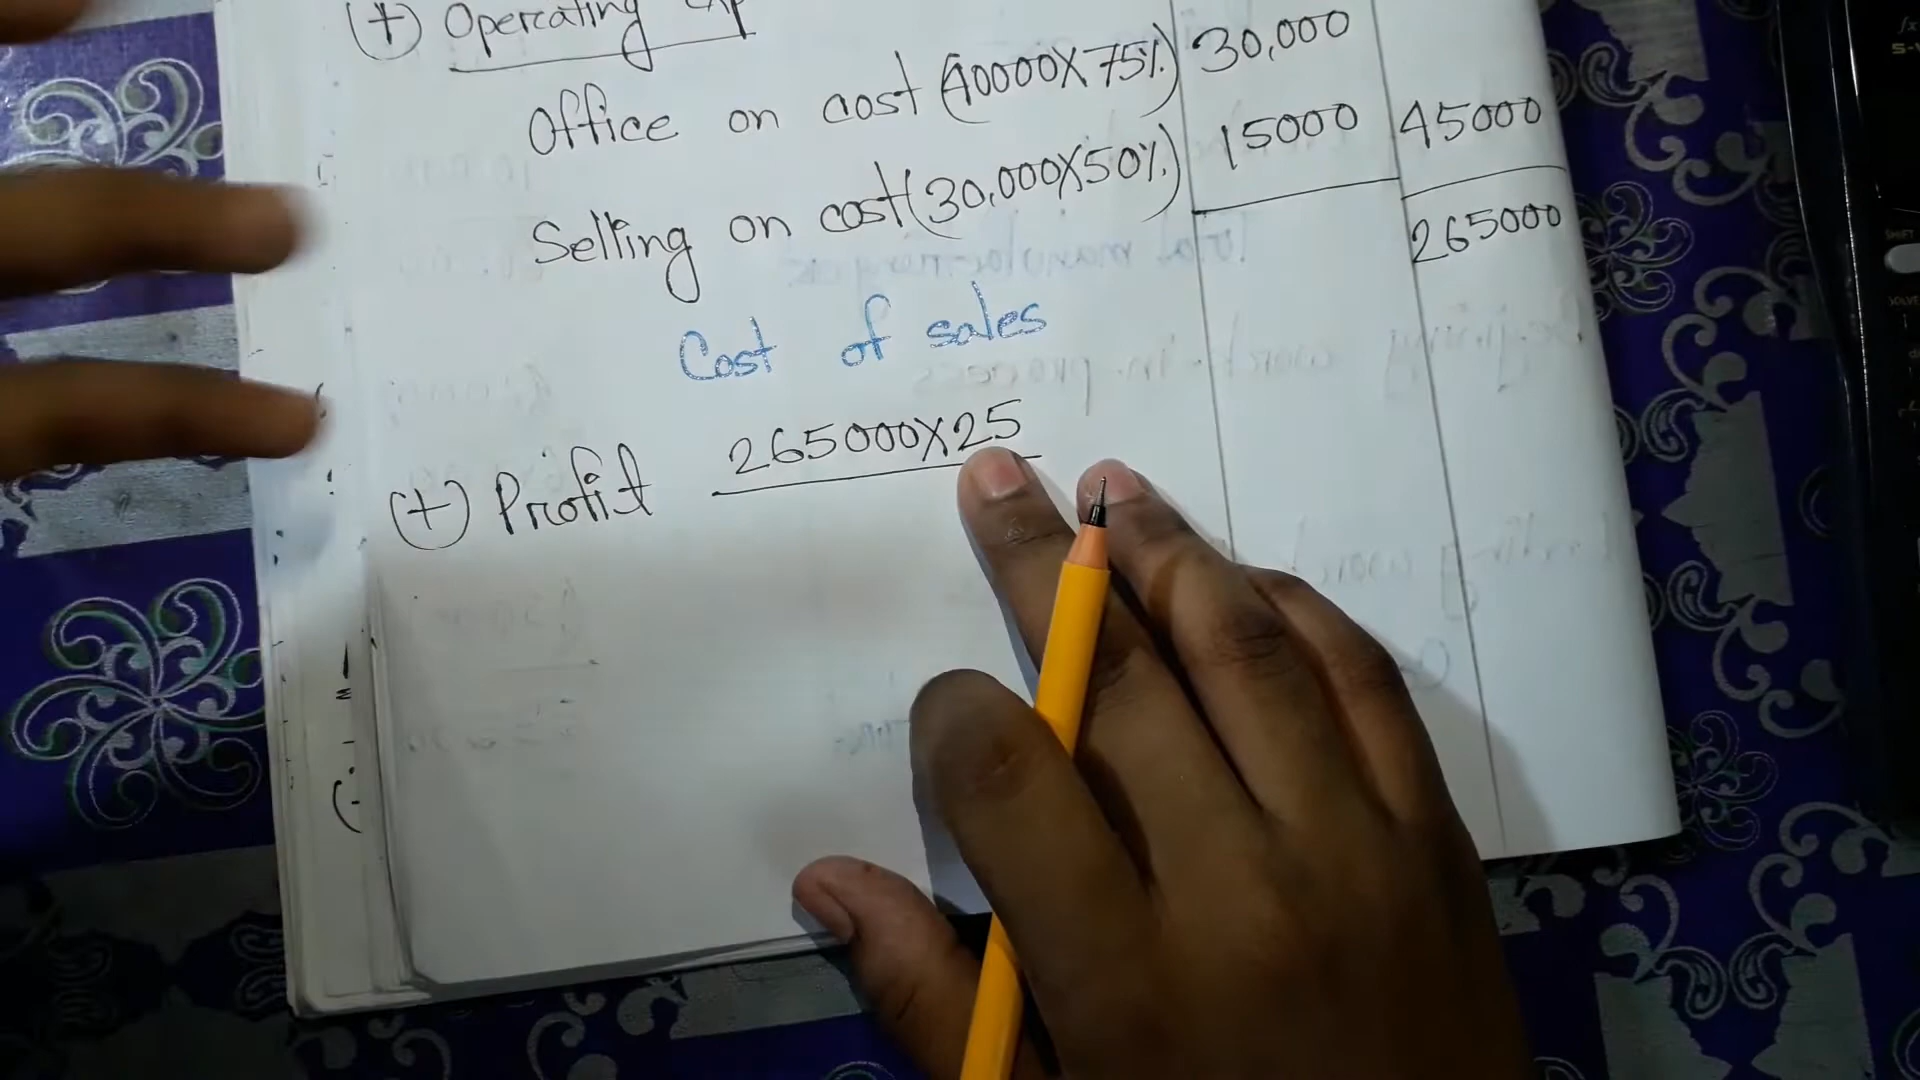 (+) Operating Exp
Office on cost (40000X75%) 30,000
Selling on cost (30,000X50%) 15000 45000
265000
Cost of sales
(+) Profit 265000X25